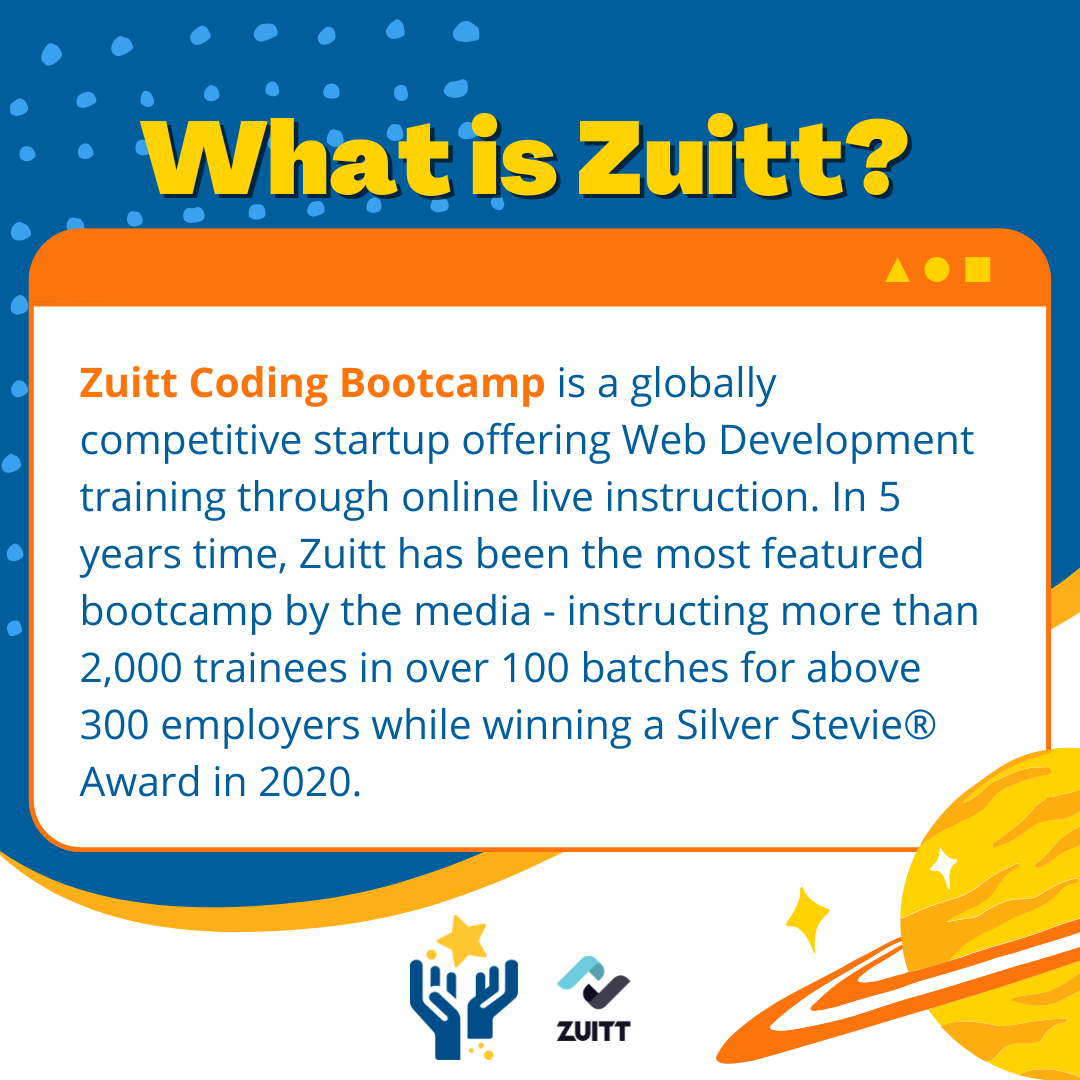 What is Zuitt?
Zuitt Coding Bootcamp is a globally
competitive startup offering Web Development
training through online live instruction. In 5
years time, Zuitt has been the most featured
bootcamp by the media - instructing more than
2,000 trainees in over 100 batches for above
300 employers while winning a Silver Stevie®
Award in 2020.
ZUITT